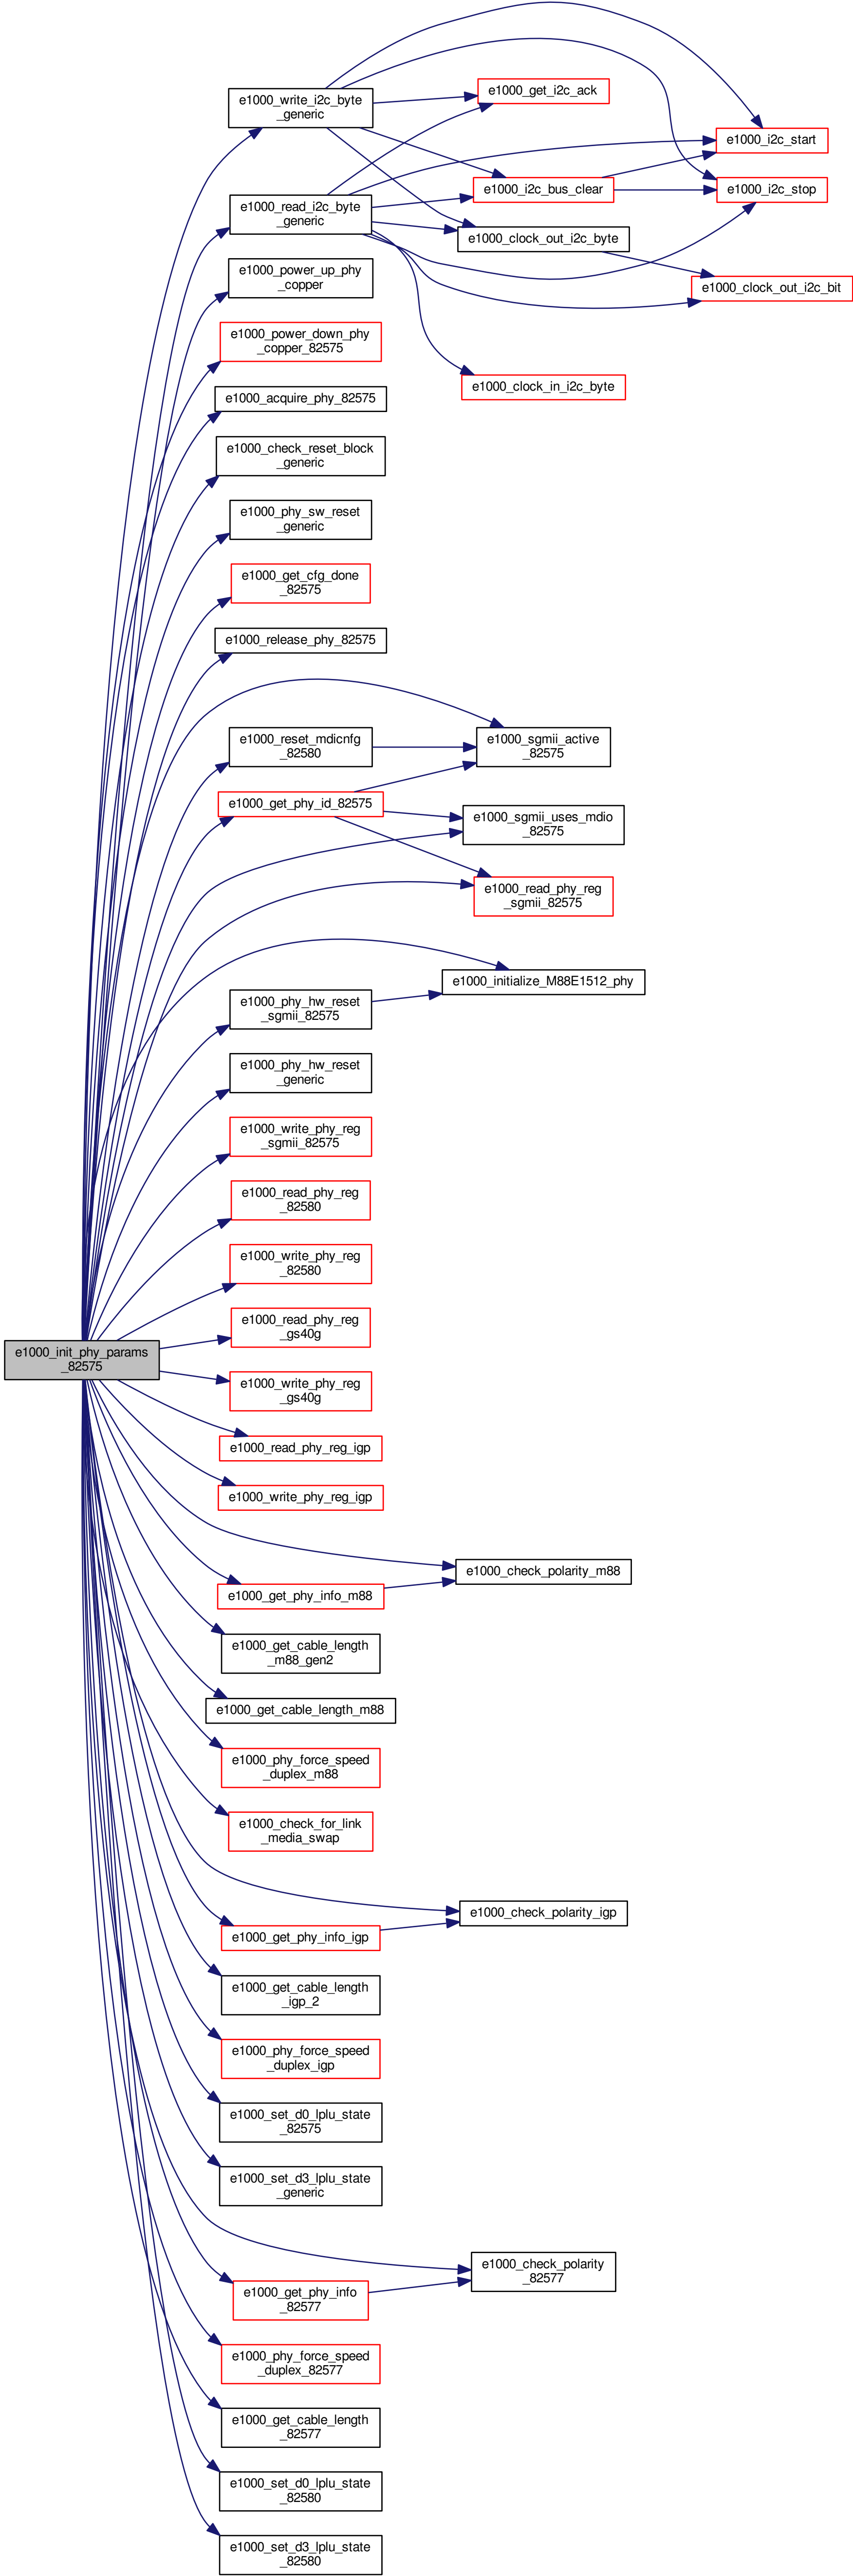 e1000_write_i2c_byte
_generic
e1000_get_i2c_ack
e1000_i2c_start
e1000_i2c_bus_clear
e1000_i2c_stop
e1000_read_i2c_byte
_generic
e1000_clock_out_i2c_byte
e1000_clock_out_i2c_bit
e1000_power_up_phy
_copper
e1000_power_down_phy
_copper_82575
e1000_clock_in_i2c_byte
e1000_acquire_phy_82575
e1000_check_reset_block
_generic
e1000_phy_sw_reset
_generic
e1000_get_cfg_done
_82575
e1000_release_phy_82575
e1000_reset_mdicnfg
_82580
e1000_sgmii_active
_82575
e1000_get_phy_id_82575
e1000_sgmii_uses_mdio
_82575
e1000_read_phy_reg
_sgmii_82575
e1000_initialize_M88E1512_phy
e1000_phy_hw_reset
_sgmii_82575
e1000_phy_hw_reset
_generic
e1000_write_phy_reg
_sgmii_82575
e1000_read_phy_reg
_82580
e1000_write_phy_reg
_82580
e1000_read_phy_reg
_gs40g
e1000_init_phy_params
_82575
e1000_write_phy_reg
_gs40g
e1000_read_phy_reg_igp
e1000_write_phy_reg_igp
e1000_check_polarity_m88
e1000_get_phy_info_m88
e1000_get_cable_length
_m88_gen2
e1000_get_cable_length_m88
e1000_phy_force_speed
_duplex_m88
e1000_check_for_link
_media_swap
e1000_check_polarity_igp
e1000_get_phy_info_igp
e1000_get_cable_length
_igp_2
e1000_phy_force_speed
_duplex_igp
e1000_set_d0_lplu_state
_82575
e1000_set_d3_lplu_state
_generic
e1000_check_polarity
_82577
e1000_get_phy_info
_82577
e1000_phy_force_speed
_duplex_82577
e1000_get_cable_length
_82577
e1000_set_d0_lplu_state
_82580
e1000_set_d3_lplu_state
_82580